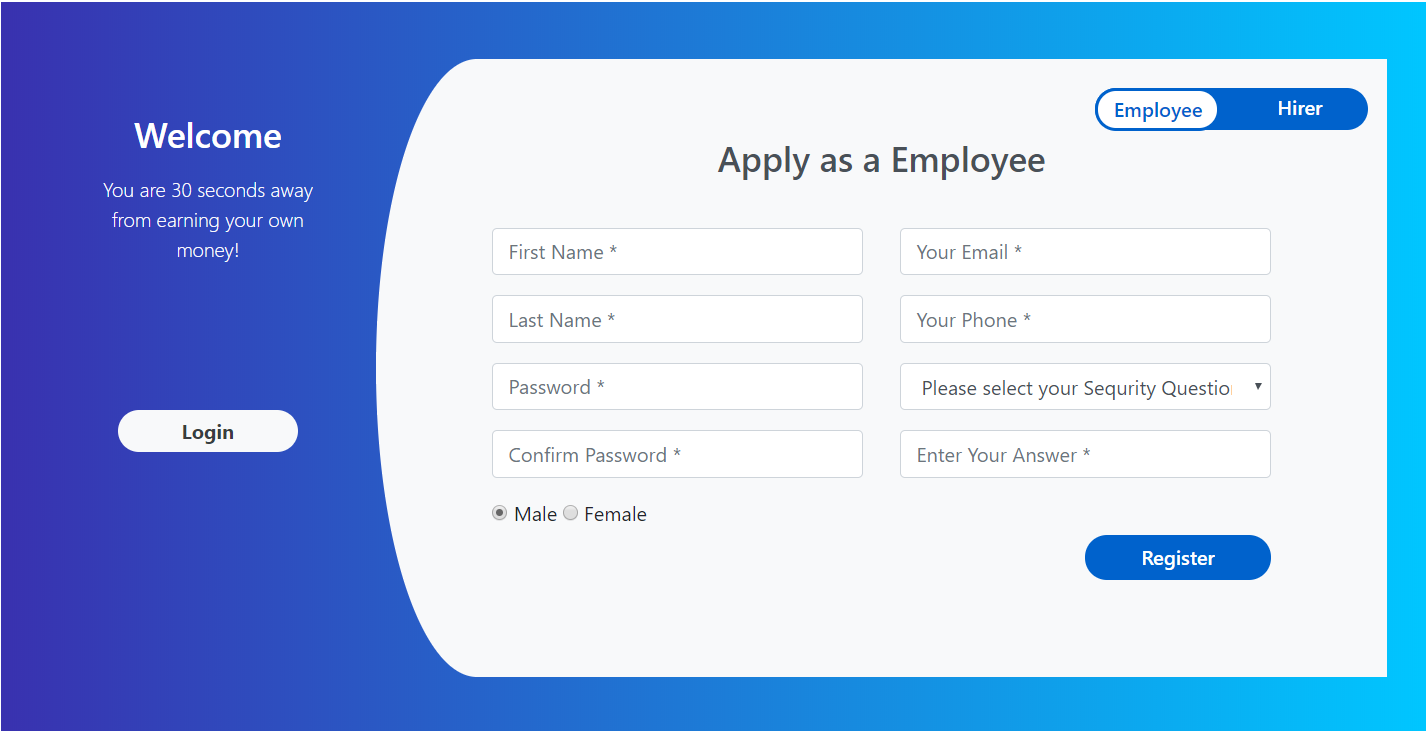 Welcome
You are 30 seconds away
from earning your own
money!
Login
Employee
Hirer
Apply as a Employee
First Name *
Your Email *
Last Name *
Your Phone *
Password *
Please select your Sequrity Questio
Confirm Password *
Enter Your Answer *
Male Female
Register